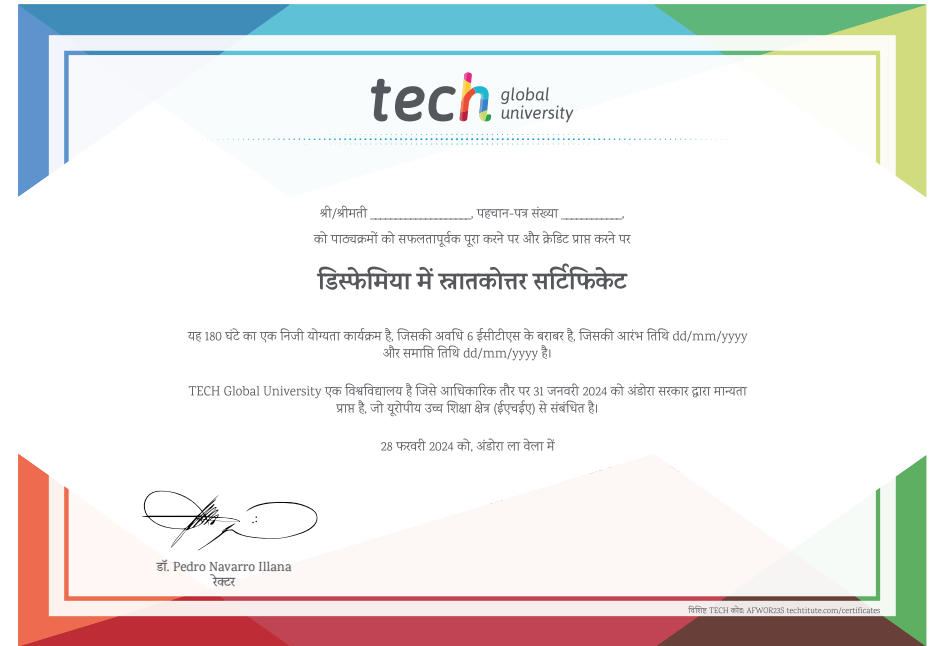 tech global university
श्री/श्रीमती ____________________, पहचान-पत्र संख्या ____________,
को पाठ्यक्रमों को सफलतापूर्वक पूरा करने पर और क्रेडिट प्राप्त करने पर
डिस्फेमिया में स्नातकोत्तर सर्टिफिकेट
यह 180 घंटे का एक निजी योग्यता कार्यक्रम है, जिसकी अवधि 6 ईसीटीएस के बराबर है, जिसकी आरंभ तिथि dd/mm/yyyy
और समाप्ति तिथि dd/mm/yyyy है।
TECH Global University एक विश्वविद्यालय है जिसे आधिकारिक तौर पर 31 जनवरी 2024 को अंडोरा सरकार द्वारा मान्यता
प्राप्त है, जो यूरोपीय उच्च शिक्षा क्षेत्र (ईएचईए) से संबंधित है।
28 फरवरी 2024 को, अंडोरा ला वेला में
डॉ. Pedro Navarro Illana
रेक्टर
विशिष्ट TECH कोड: AFWOR23S techtitute.com/certificates